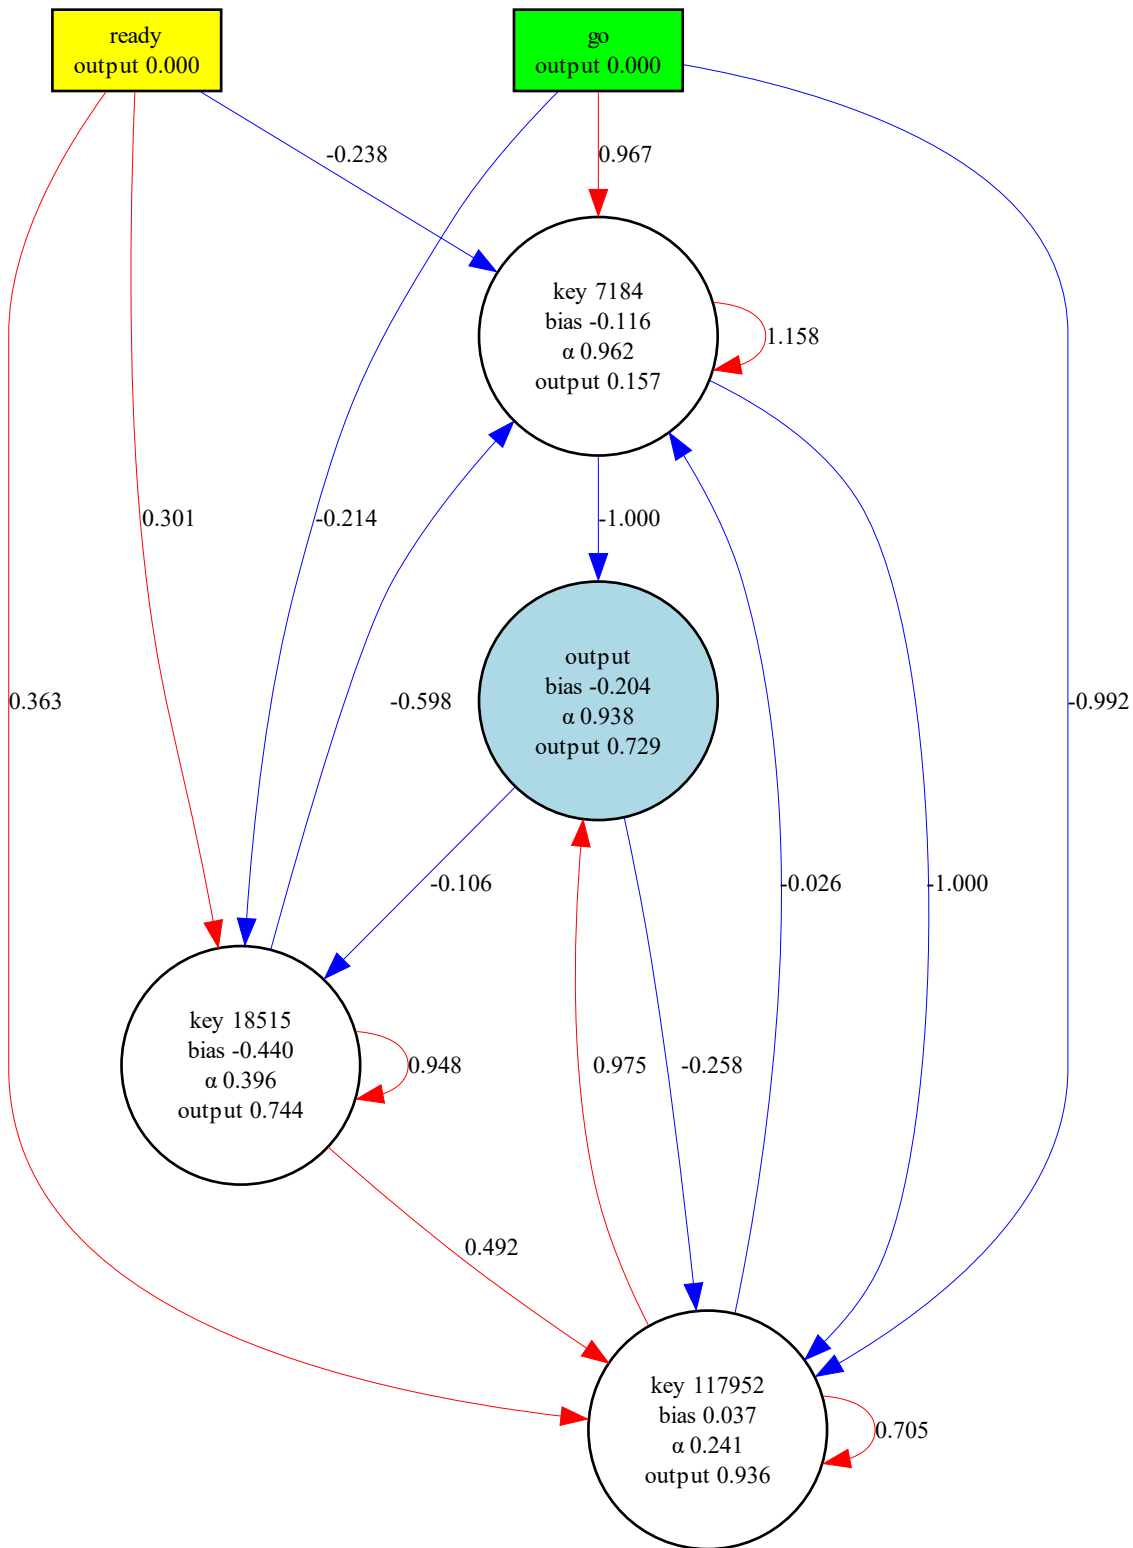 ready
output 0.000
go
output 0.000
-0.238
0.967
key 7184
bias -0.116
α 0.962
output 0.157
1.158
0.301
-0.214
-1.000
output
bias -0.204
α 0.938
output 0.729
0.363
-0.598
-0.992
-0.106
-0.026
-1.000
key 18515
bias -0.440
α 0.396
output 0.744
0.948
0.975
-0.258
0.492
key 117952
bias 0.037
α 0.241
output 0.936
0.705